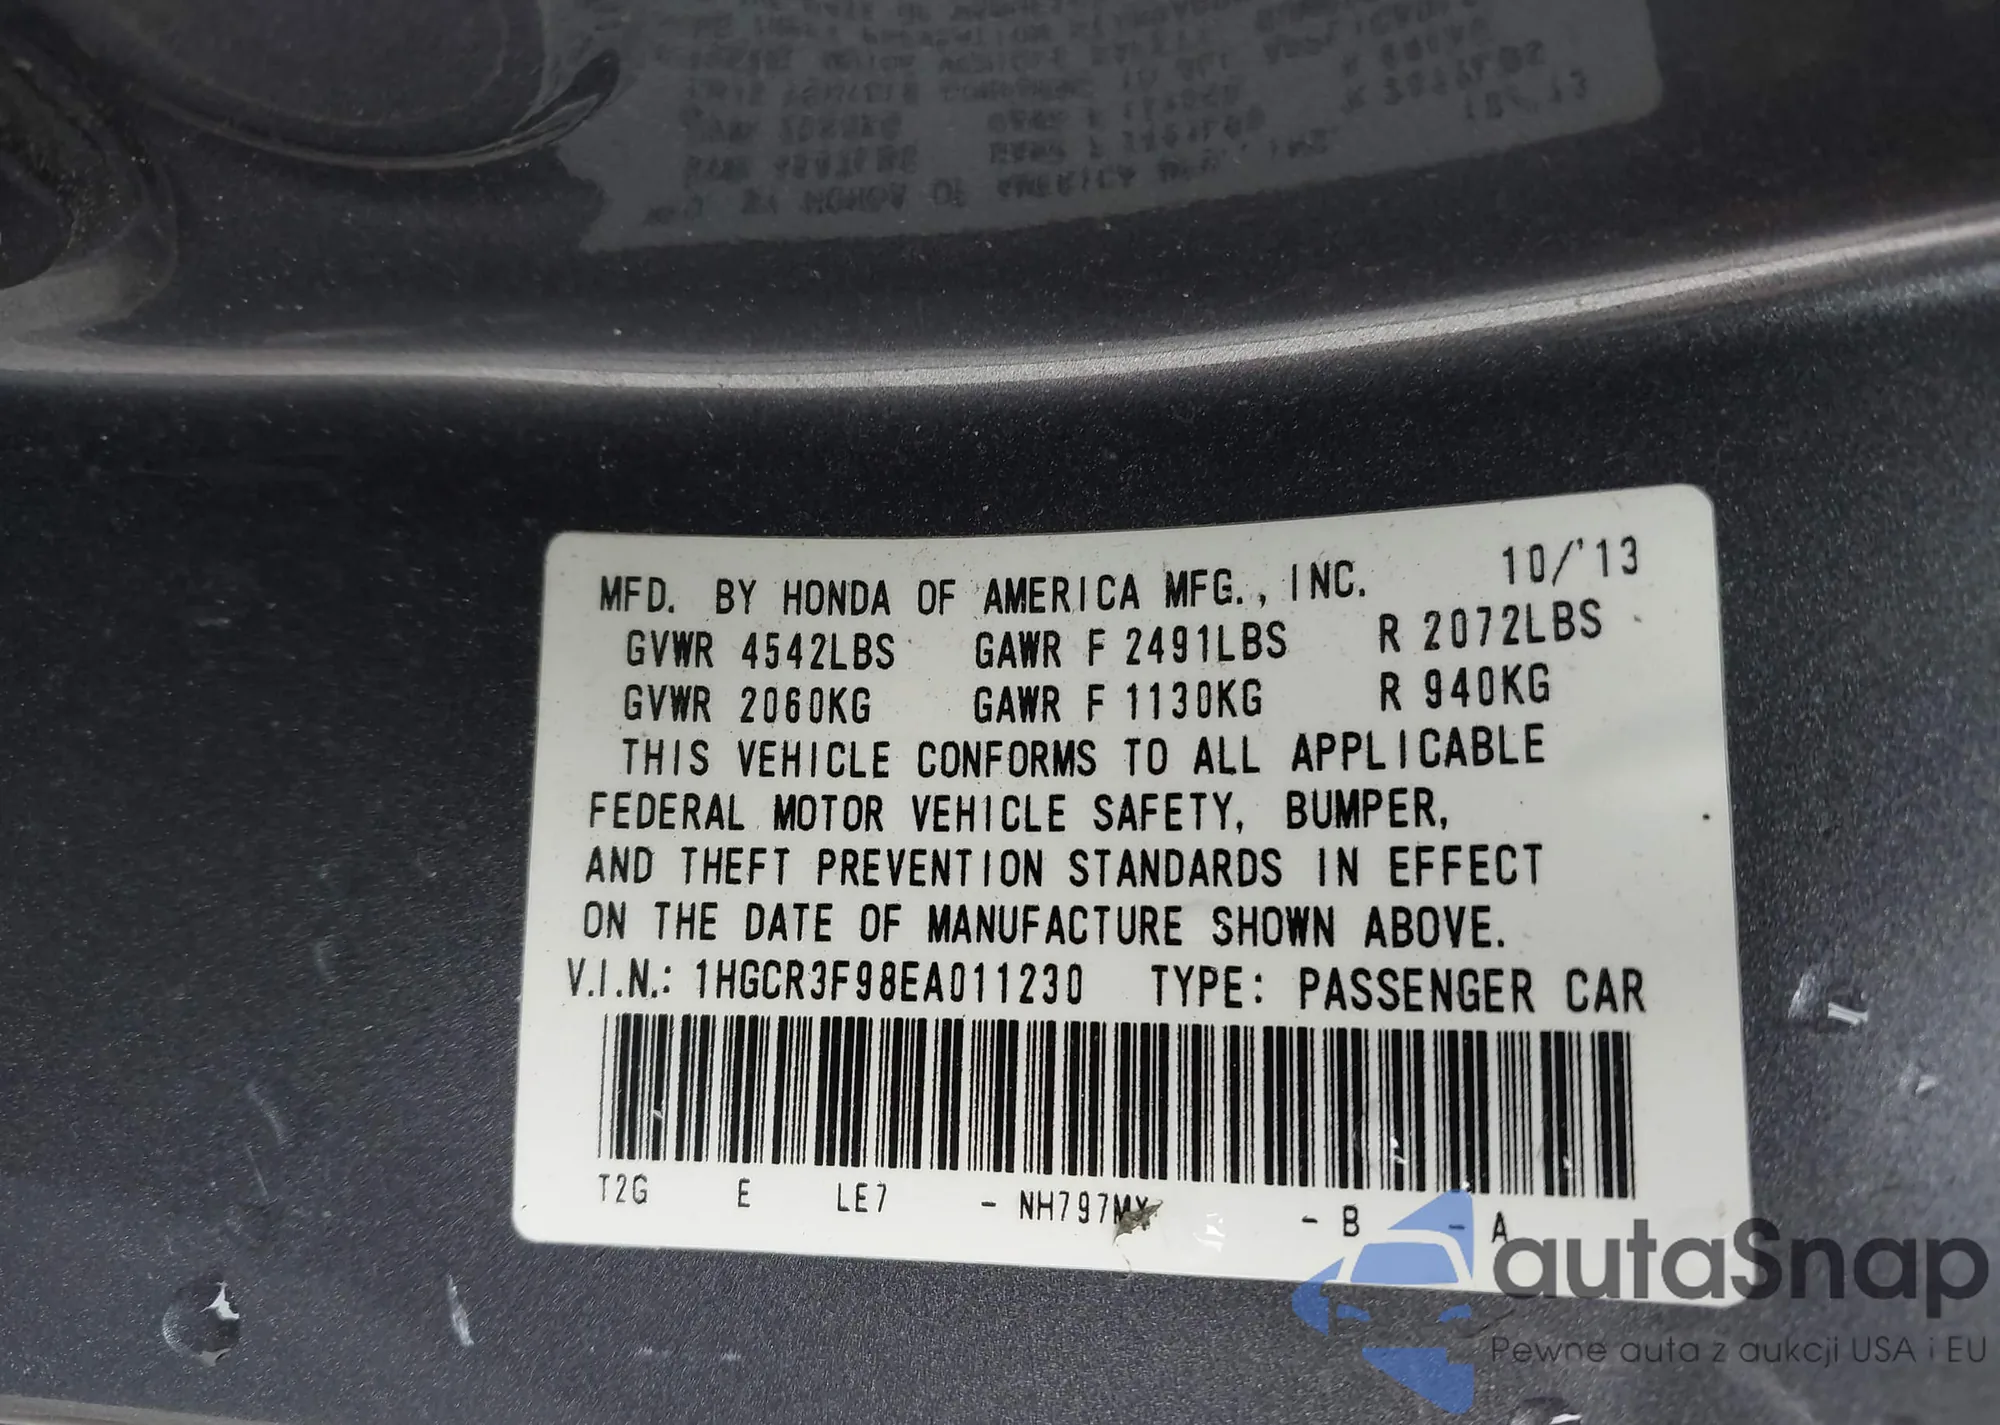 MFD. BY HONDA OF AMERICA MFG., INC. 10/'13
GVWR 4542LBS GAWR F 2491LBS R 2072LBS
GVWR 2060KG GAWR F 1130KG R 940KG
THIS VEHICLE CONFORMS TO ALL APPLICABLE
FEDERAL MOTOR VEHICLE SAFETY, BUMPER,
AND THEFT PREVENTION STANDARDS IN EFFECT
ON THE DATE OF MANUFACTURE SHOWN ABOVE.
V.I.N.: 1HGCR3F98EA011230 TYPE: PASSENGER CAR
T2G E LE7 - NH797MX - B - A
autaSnap
Pewne auta z aukcji USA i EU